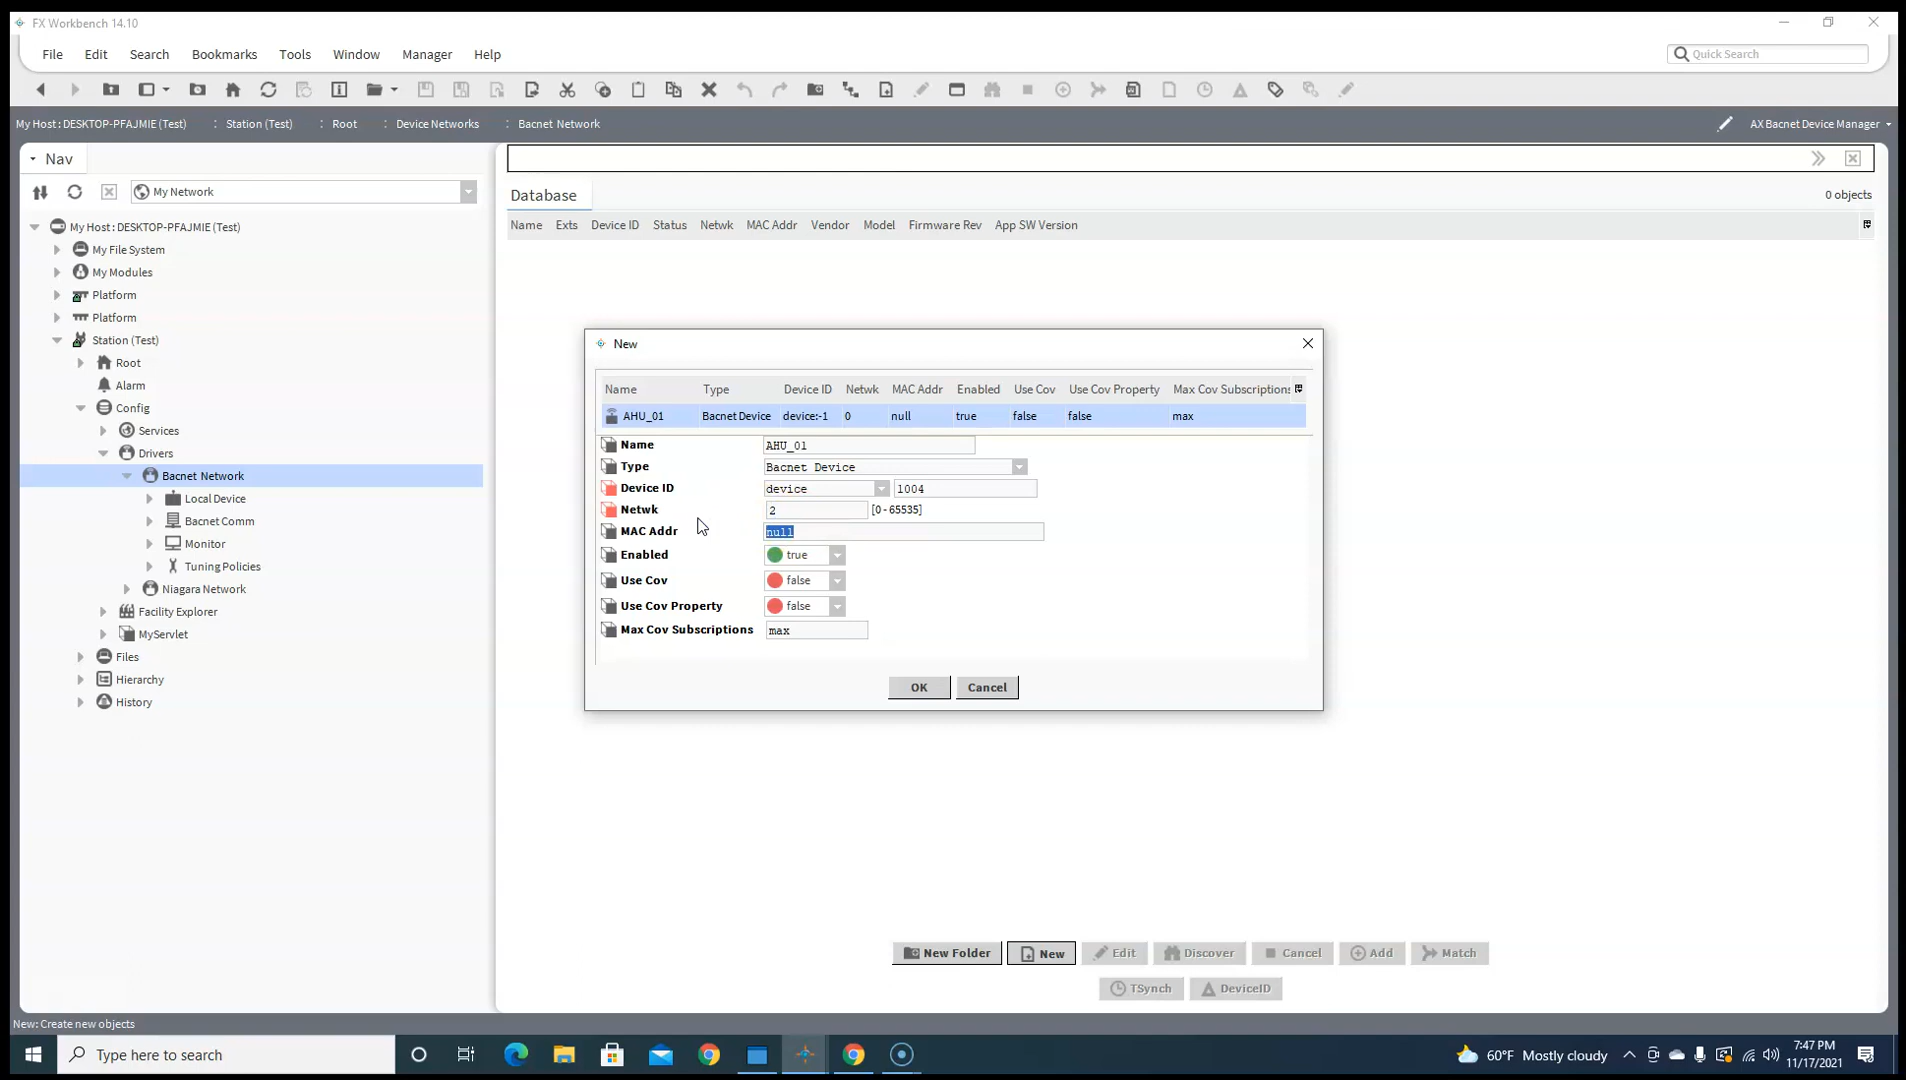 FX Workbench 14.10
File Edit Search Bookmarks Tools Window Manager Help
Quick Search
My Host : DESKTOP-PFAJMIE (Test) : Station (Test) : Root : Device Networks : Bacnet Network
AX Bacnet Device Manager
Nav
My Network
My Host : DESKTOP-PFAJMIE (Test)
My File System
My Modules
Platform
Platform
Station (Test)
Root
Alarm
Config
Services
Drivers
Bacnet Network
Local Device
Bacnet Comm
Monitor
Tuning Policies
Niagara Network
Facility Explorer
MyServlet
Files
Hierarchy
History
Database
0 objects
Name Exts Device ID Status Netwk MAC Addr Vendor Model Firmware Rev App SW Version
New
Name Type Device ID Netwk MAC Addr Enabled Use Cov Use Cov Property Max Cov Subscriptions
AHU_01 Bacnet Device device:-1 0 null true false false max
Name AHU_01
Type Bacnet Device
Device ID device 1004
Netwk 2 [0-65535]
MAC Addr null
Enabled true
Use Cov false
Use Cov Property false
Max Cov Subscriptions max
OK Cancel
New Folder New Edit Discover Cancel Add Match
TSynch DeviceID
New: Create new objects
Type here to search
60°F Mostly cloudy
7:47 PM
11/17/2021